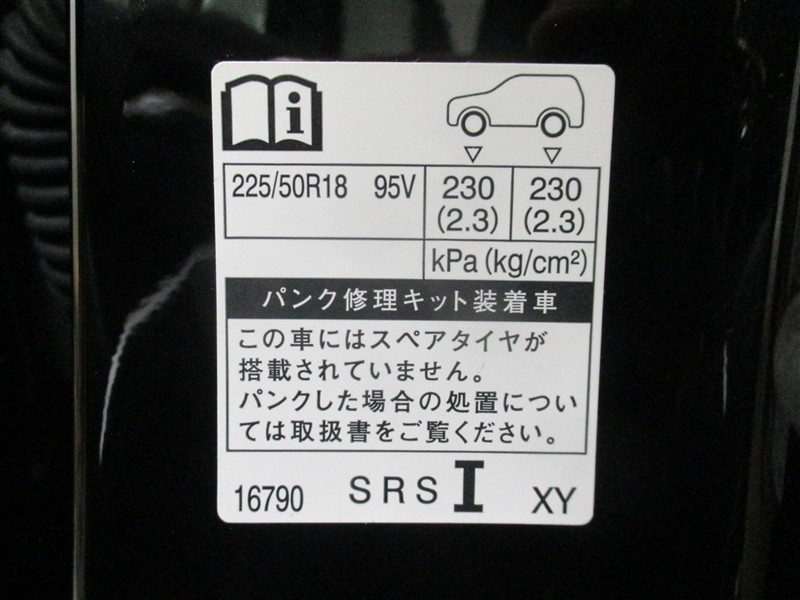 225/50R18 95V 230 230
(2.3) (2.3)
kPa (kg/cm²)
パンク修理キット装着車
この車にはスペアタイヤが
搭載されていません。
パンクした場合の処置につい
ては取扱書をご覧ください。
16790 SRS I XY